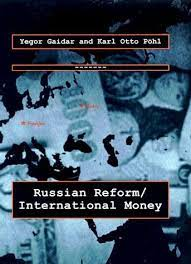 Yegor Gaidar and Karl Otto Pöhl
Russian Reform/
International Money